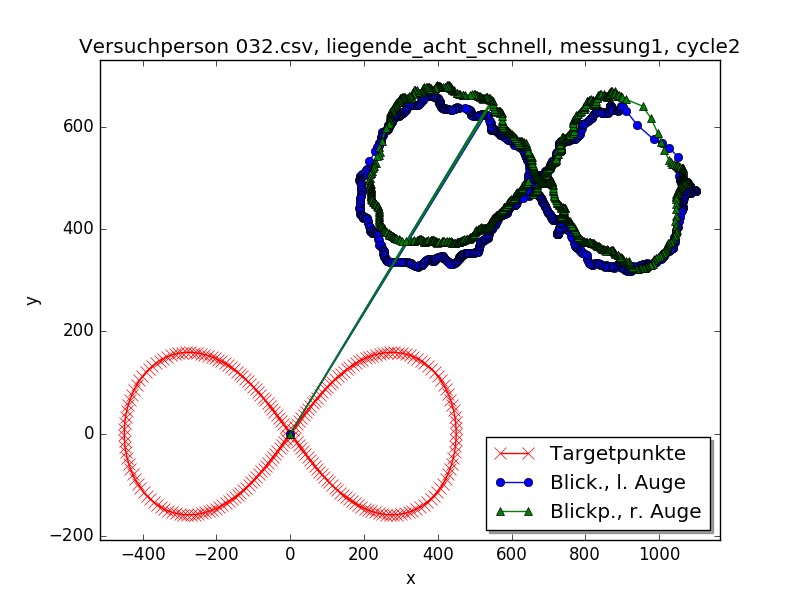 Versuchperson 032.csv, liegende_acht_schnell, messung1, cycle2
y
600
400
200
0
−200
−400
−200
0
200
400
600
800
1000
x
Targetpunkte
Blick., l. Auge
Blickp., r. Auge